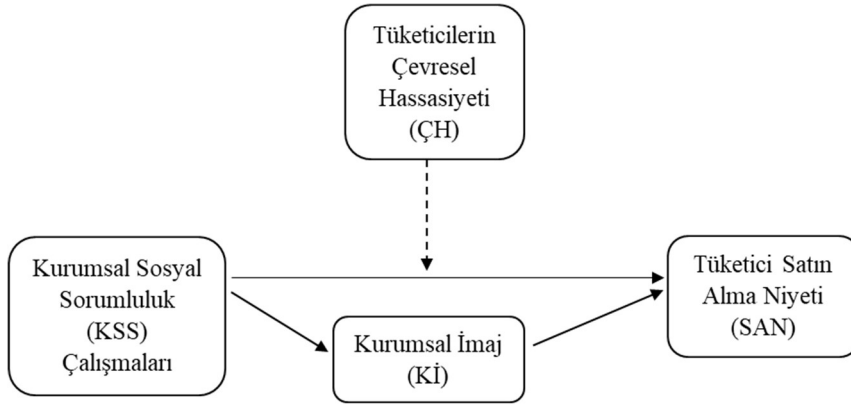 Tüketicilerin
Çevresel
Hassasiyeti
(ÇH)
Kurumsal Sosyal
Sorumluluk
(KSS)
Çalışmaları
Kurumsal İmaj
(Kİ)
Tüketici Satın
Alma Niyeti
(SAN)